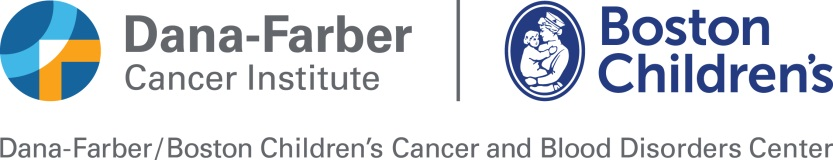 Dana-Farber
Cancer Institute
Boston
Children's
Dana-Farber/Boston Children's Cancer and Blood Disorders Center